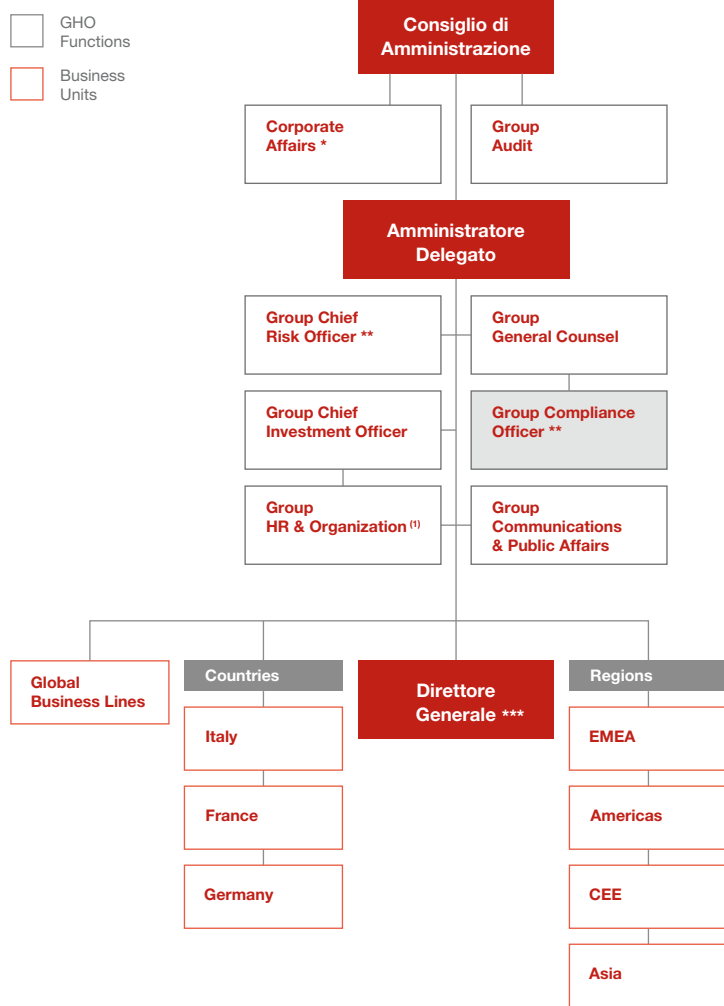 GHO
Functions
Business
Units
Consiglio di
Amministrazione
Corporate
Affairs *
Group
Audit
Amministratore
Delegato
Group Chief
Risk Officer **
Group
General Counsel
Group Chief
Investment Officer
Group Compliance
Officer **
Group
HR & Organization (1)
Group
Communications
& Public Affairs
Global
Business Lines
Countries
Italy
France
Germany
Direttore
Generale ***
Regions
EMEA
Americas
CEE
Asia